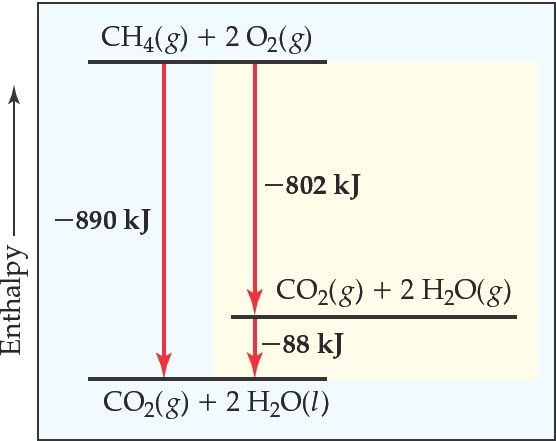 CH₄(g) + 2 O₂(g)
−802 kJ
−890 kJ
CO₂(g) + 2 H₂O(g)
−88 kJ
CO₂(g) + 2 H₂O(l)
Enthalpy